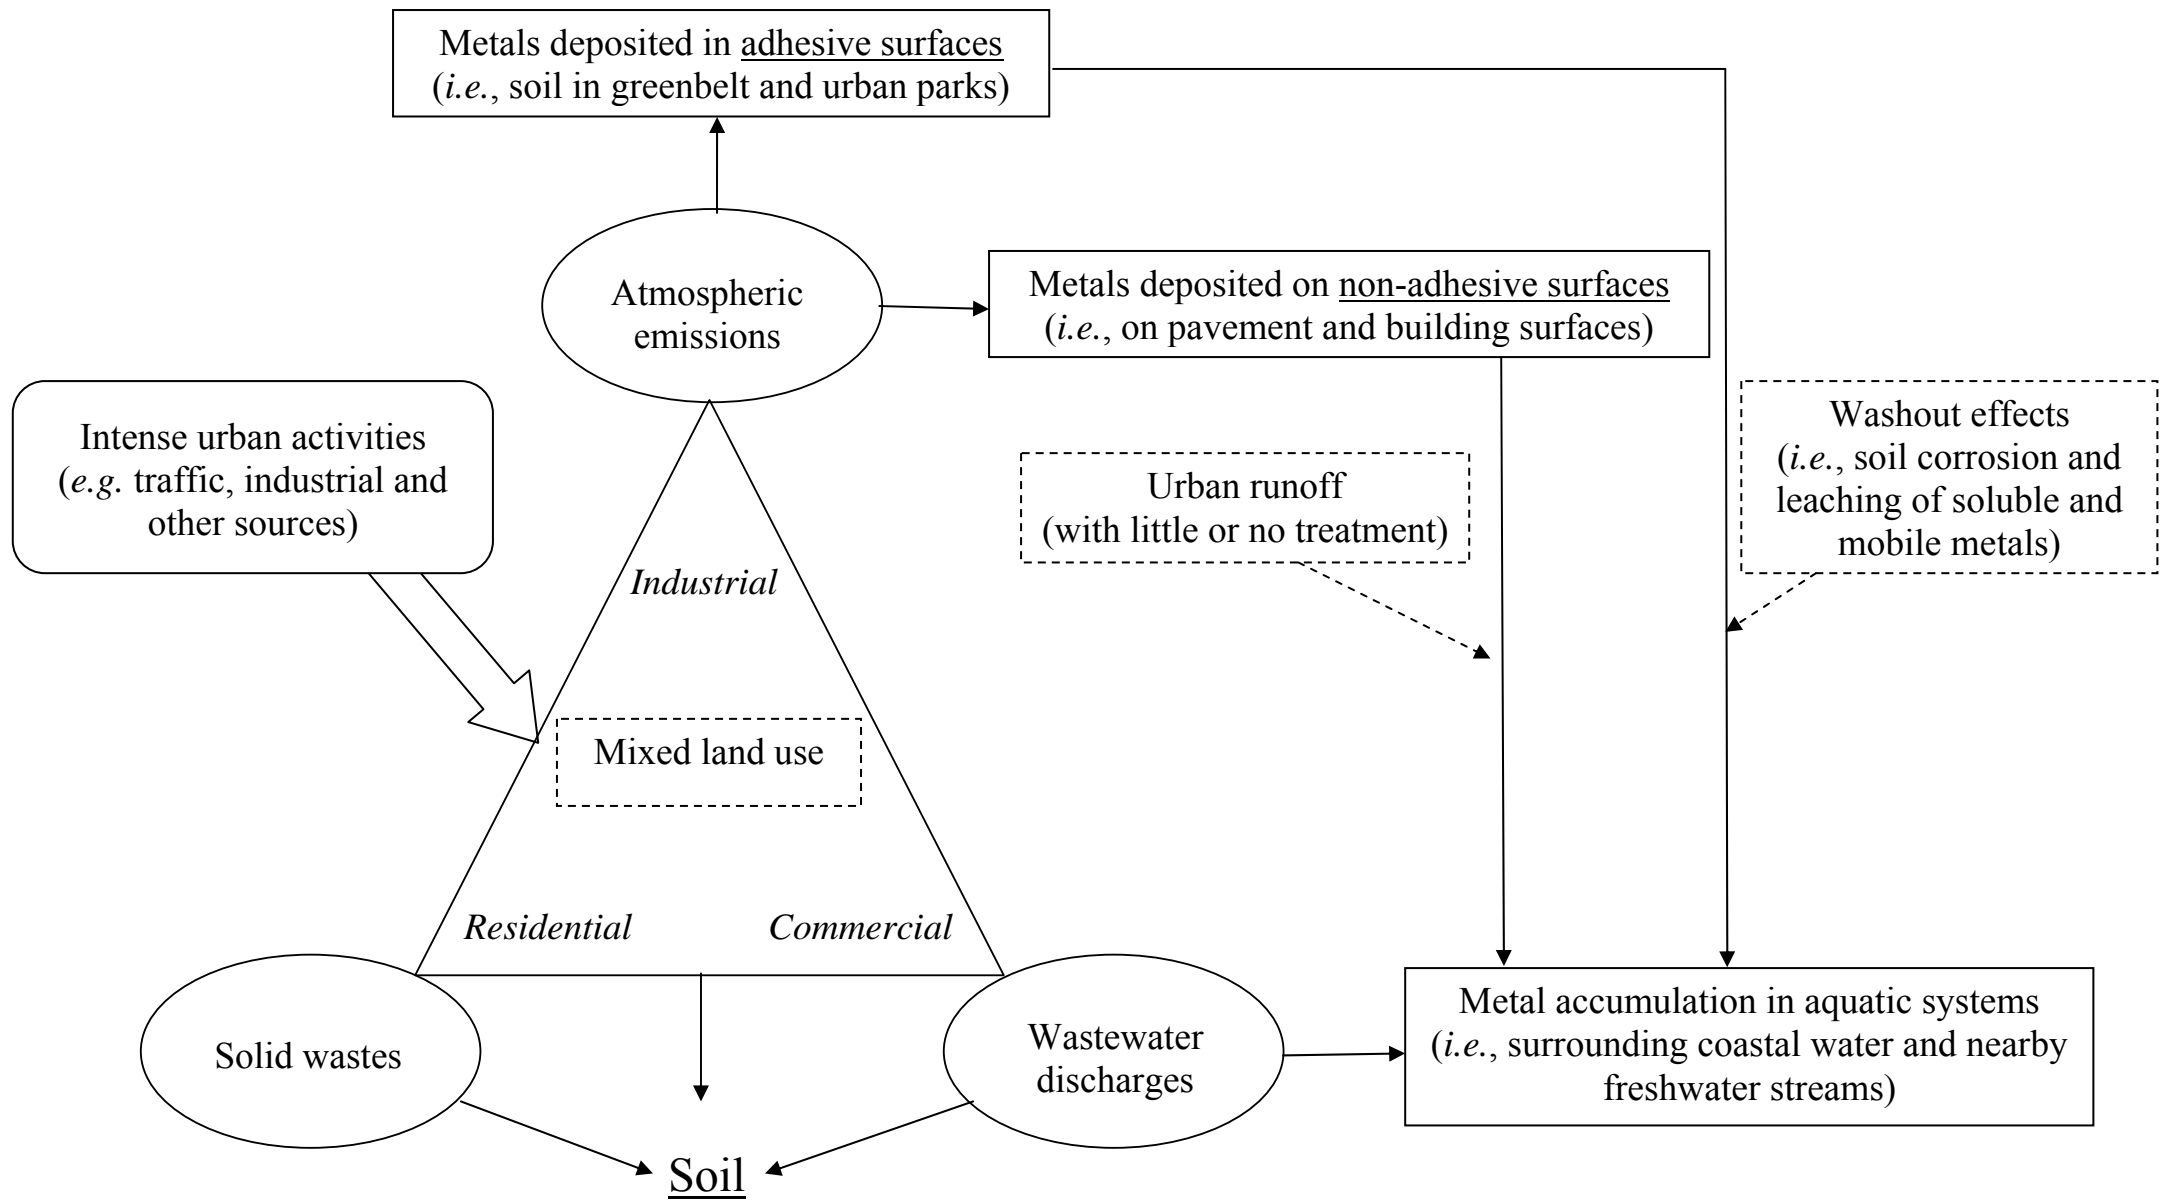 Metals deposited in adhesive surfaces
(i.e., soil in greenbelt and urban parks)
Atmospheric
emissions
Metals deposited on non-adhesive surfaces
(i.e., on pavement and building surfaces)
Intense urban activities
(e.g. traffic, industrial and
other sources)
Urban runoff
(with little or no treatment)
Washout effects
(i.e., soil corrosion and
leaching of soluble and
mobile metals)
Industrial
Mixed land use
Residential
Commercial
Solid wastes
Wastewater
discharges
Metal accumulation in aquatic systems
(i.e., surrounding coastal water and nearby
freshwater streams)
Soil